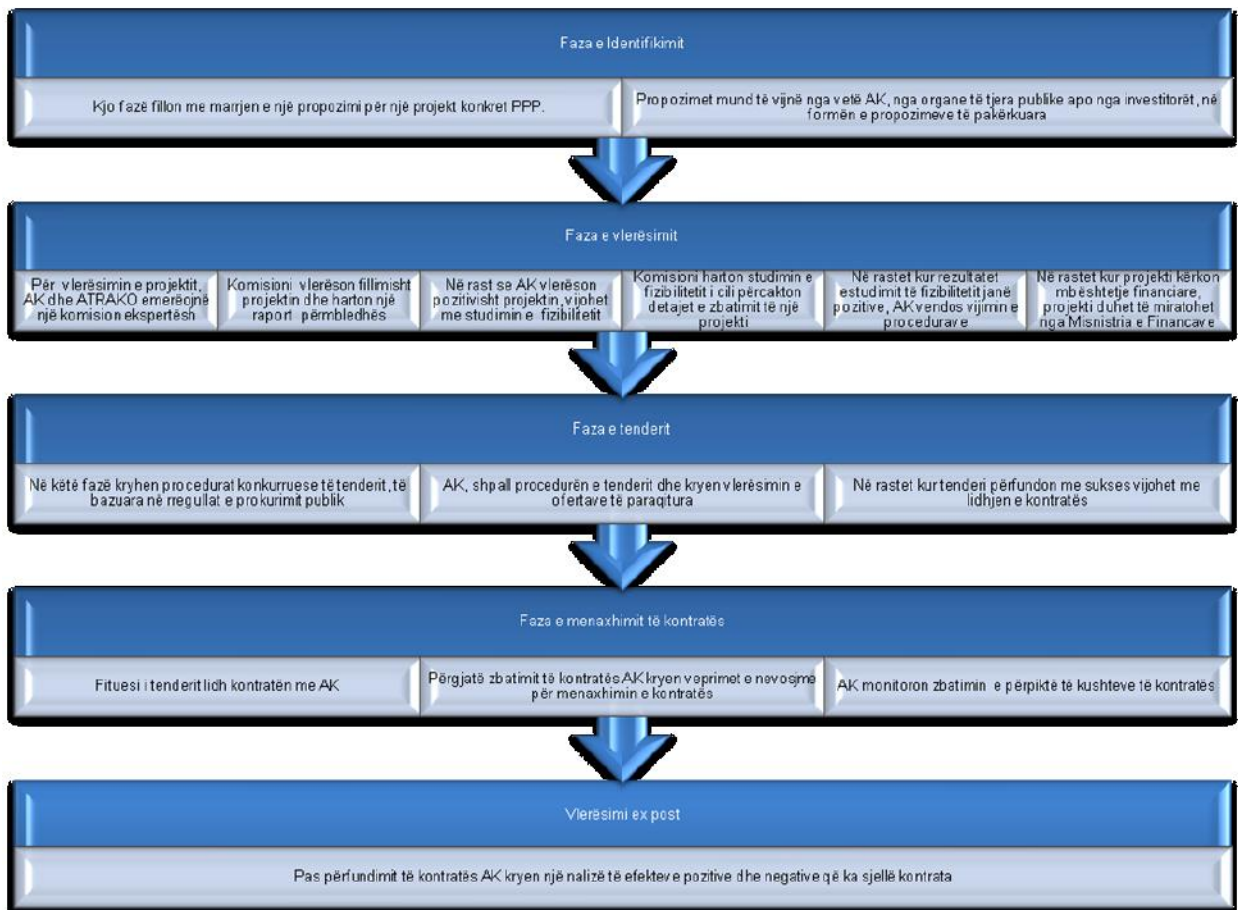 Faza e Identifikimit
Kjo fazë fillon me marrjen e një propozimi për një projekt konkret PPP.
Propozimet mund të vijnë nga vetë AK, nga organe të tjera publike apo nga investitorët, në
formën e propozimeve të pakërkuara
Faza e vlerësimit
Për vlerësimin e projektit,
AK dhe ATRAKO emërojnë
një komision ekspertësh
Komisioni vlerëson fillimisht
projektin dhe harton një
raport përmbledhës
Në rast se AK vlerëson
pozitivisht projektin, vijohet
me studimin e fizibilitetit
Komisioni harton studimin e
fizibilitetit i cili përcakton
detajet e zbatimit të një
projekti
Në rastet kur rezultatet
estudimit të fizibilitetit janë
pozitive, AK vendos vijimin e
procedurave
Në rastet kur projekti kërkon
mbështetje financiare,
projekti duhet të miratohet
nga Misnistria e Financave
Faza e tenderit
Në këtë fazë kryhen procedurat konkurruese të tenderit, të
bazuara në rregullat e prokurimit publik
AK, shpall procedurën e tenderit dhe kryen vlerësimin e
ofertave të paraqitura
Në rastet kur tenderi përfundon me sukses vijohet me
lidhjen e kontratës
Faza e menaxhimit të kontratës
Fituesi i tenderit lidh kontratën me AK
Përgjatë zbatimit të kontratës AK kryen veprimet e nevosjme
për menaxhimin e kontratës
AK monitoron zbatimin e përpiktë të kushteve të kontratës
Vlerësimi ex post
Pas përfundimit të kontratës AK kryen një nalizë të efekteve pozitive dhe negative që ka sjellë kontrata